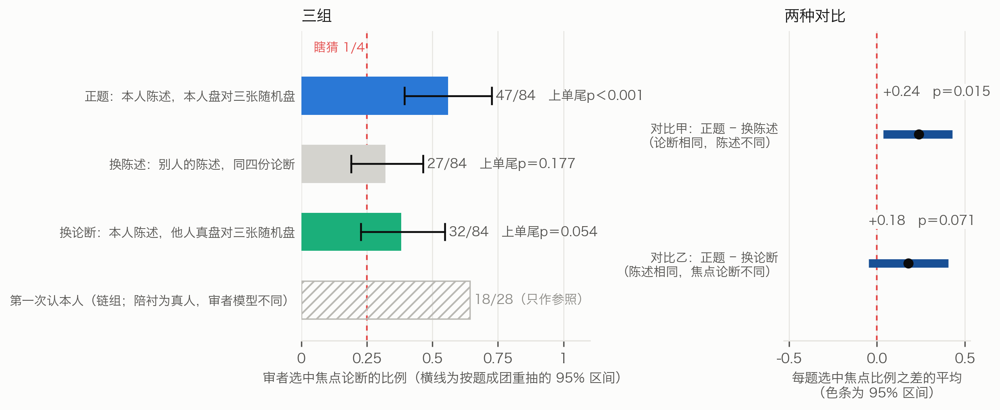 三组
瞎猜 1/4
正题：本人陈述，本人盘对三张随机盘
47/84 上单尾p＜0.001
换陈述：别人的陈述，同四份论断
27/84 上单尾p＝0.177
换论断：本人陈述，他人真盘对三张随机盘
32/84 上单尾p＝0.054
第一次认本人（链组；陪衬为真人，审者模型不同）
18/28（只作参照）
0 0.25 0.5 0.75 1
审者选中焦点论断的比例（横线为按题成团重抽的 95% 区间）
两种对比
+0.24 p＝0.015
对比甲：正题 − 换陈述
（论断相同，陈述不同）
+0.18 p＝0.071
对比乙：正题 − 换论断
（陈述相同，焦点论断不同）
-0.5 0.0 0.5
每题选中焦点比例之差的平均
（色条为 95% 区间）